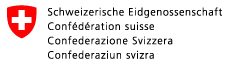 Schweizerische Eidgenossenschaft
Confédération suisse
Confederazione Svizzera
Confederaziun svizra